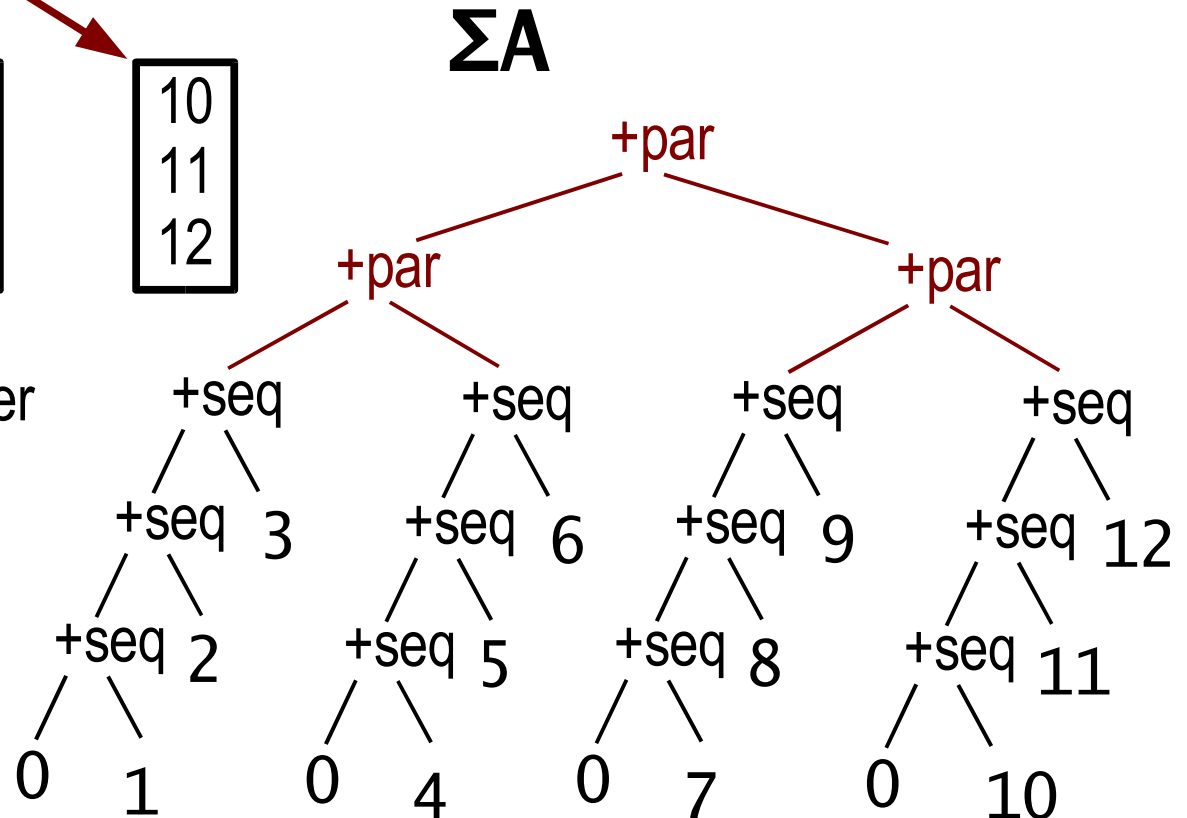 ΣA
10
11
12
+par
+par +par
er
+seq +seq +seq +seq
+seq 3 +seq 6 +seq 9 +seq 12
+seq 2 +seq 5 +seq 8 +seq 11
0 1 0 4 0 7 0 10